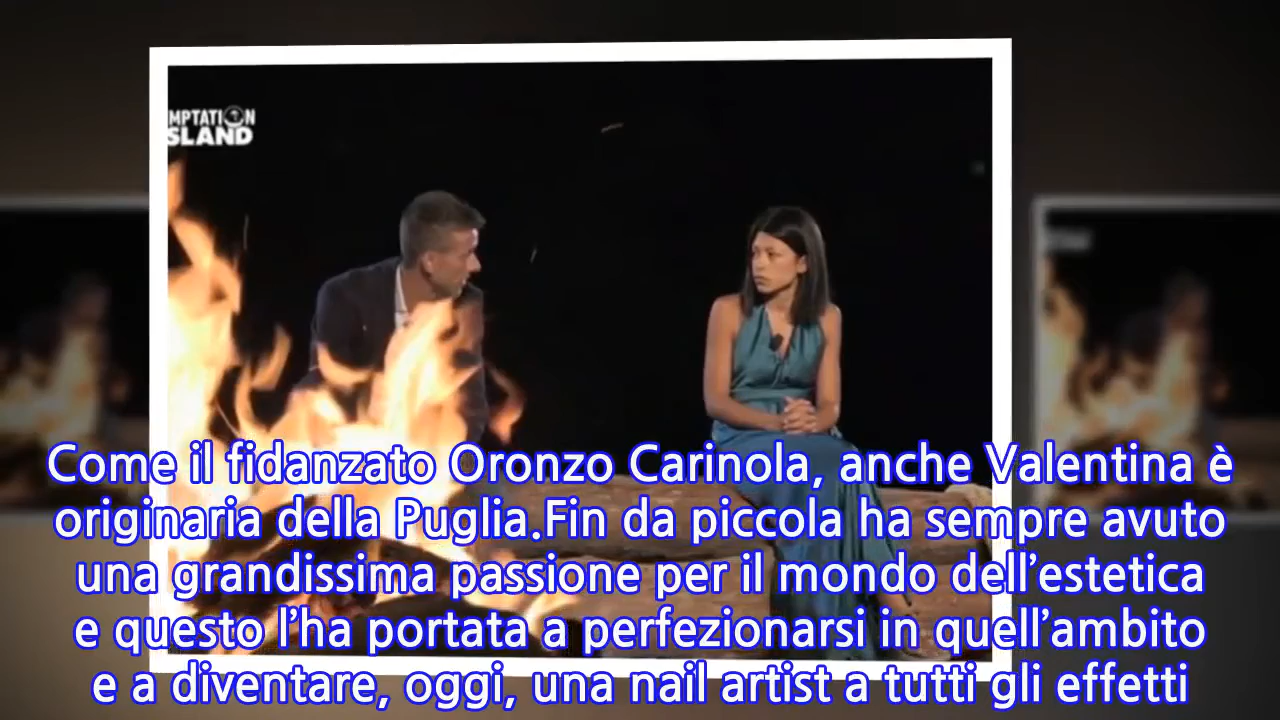 MPTATION
SLAND
Come il fidanzato Oronzo Carinola, anche Valentina è
originaria della Puglia.Fin da piccola ha sempre avuto
una grandissima passione per il mondo dell'estetica
e questo l'ha portata a perfezionarsi in quell'ambito
e a diventare, oggi, una nail artist a tutti gli effetti